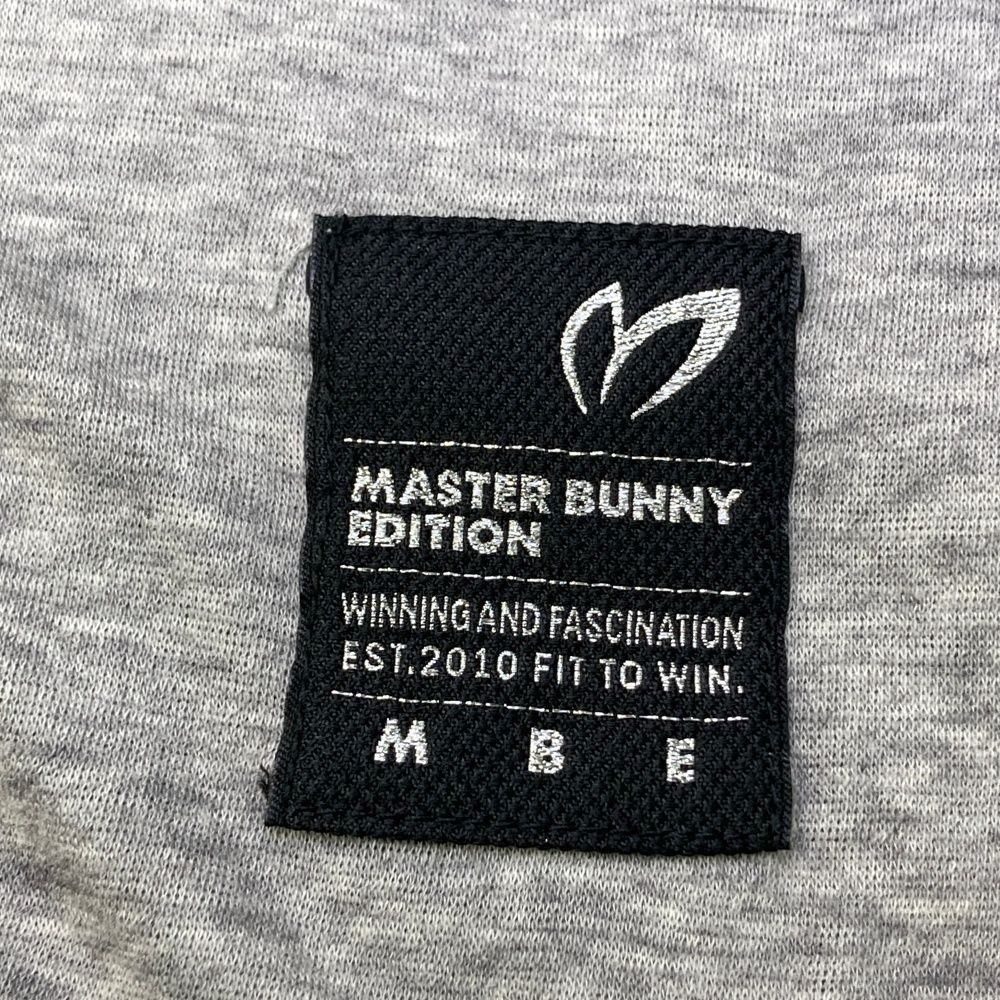 MASTER BUNNY
EDITION
WINNING AND FASCINATION
EST.2010 FIT TO WIN.
M B E